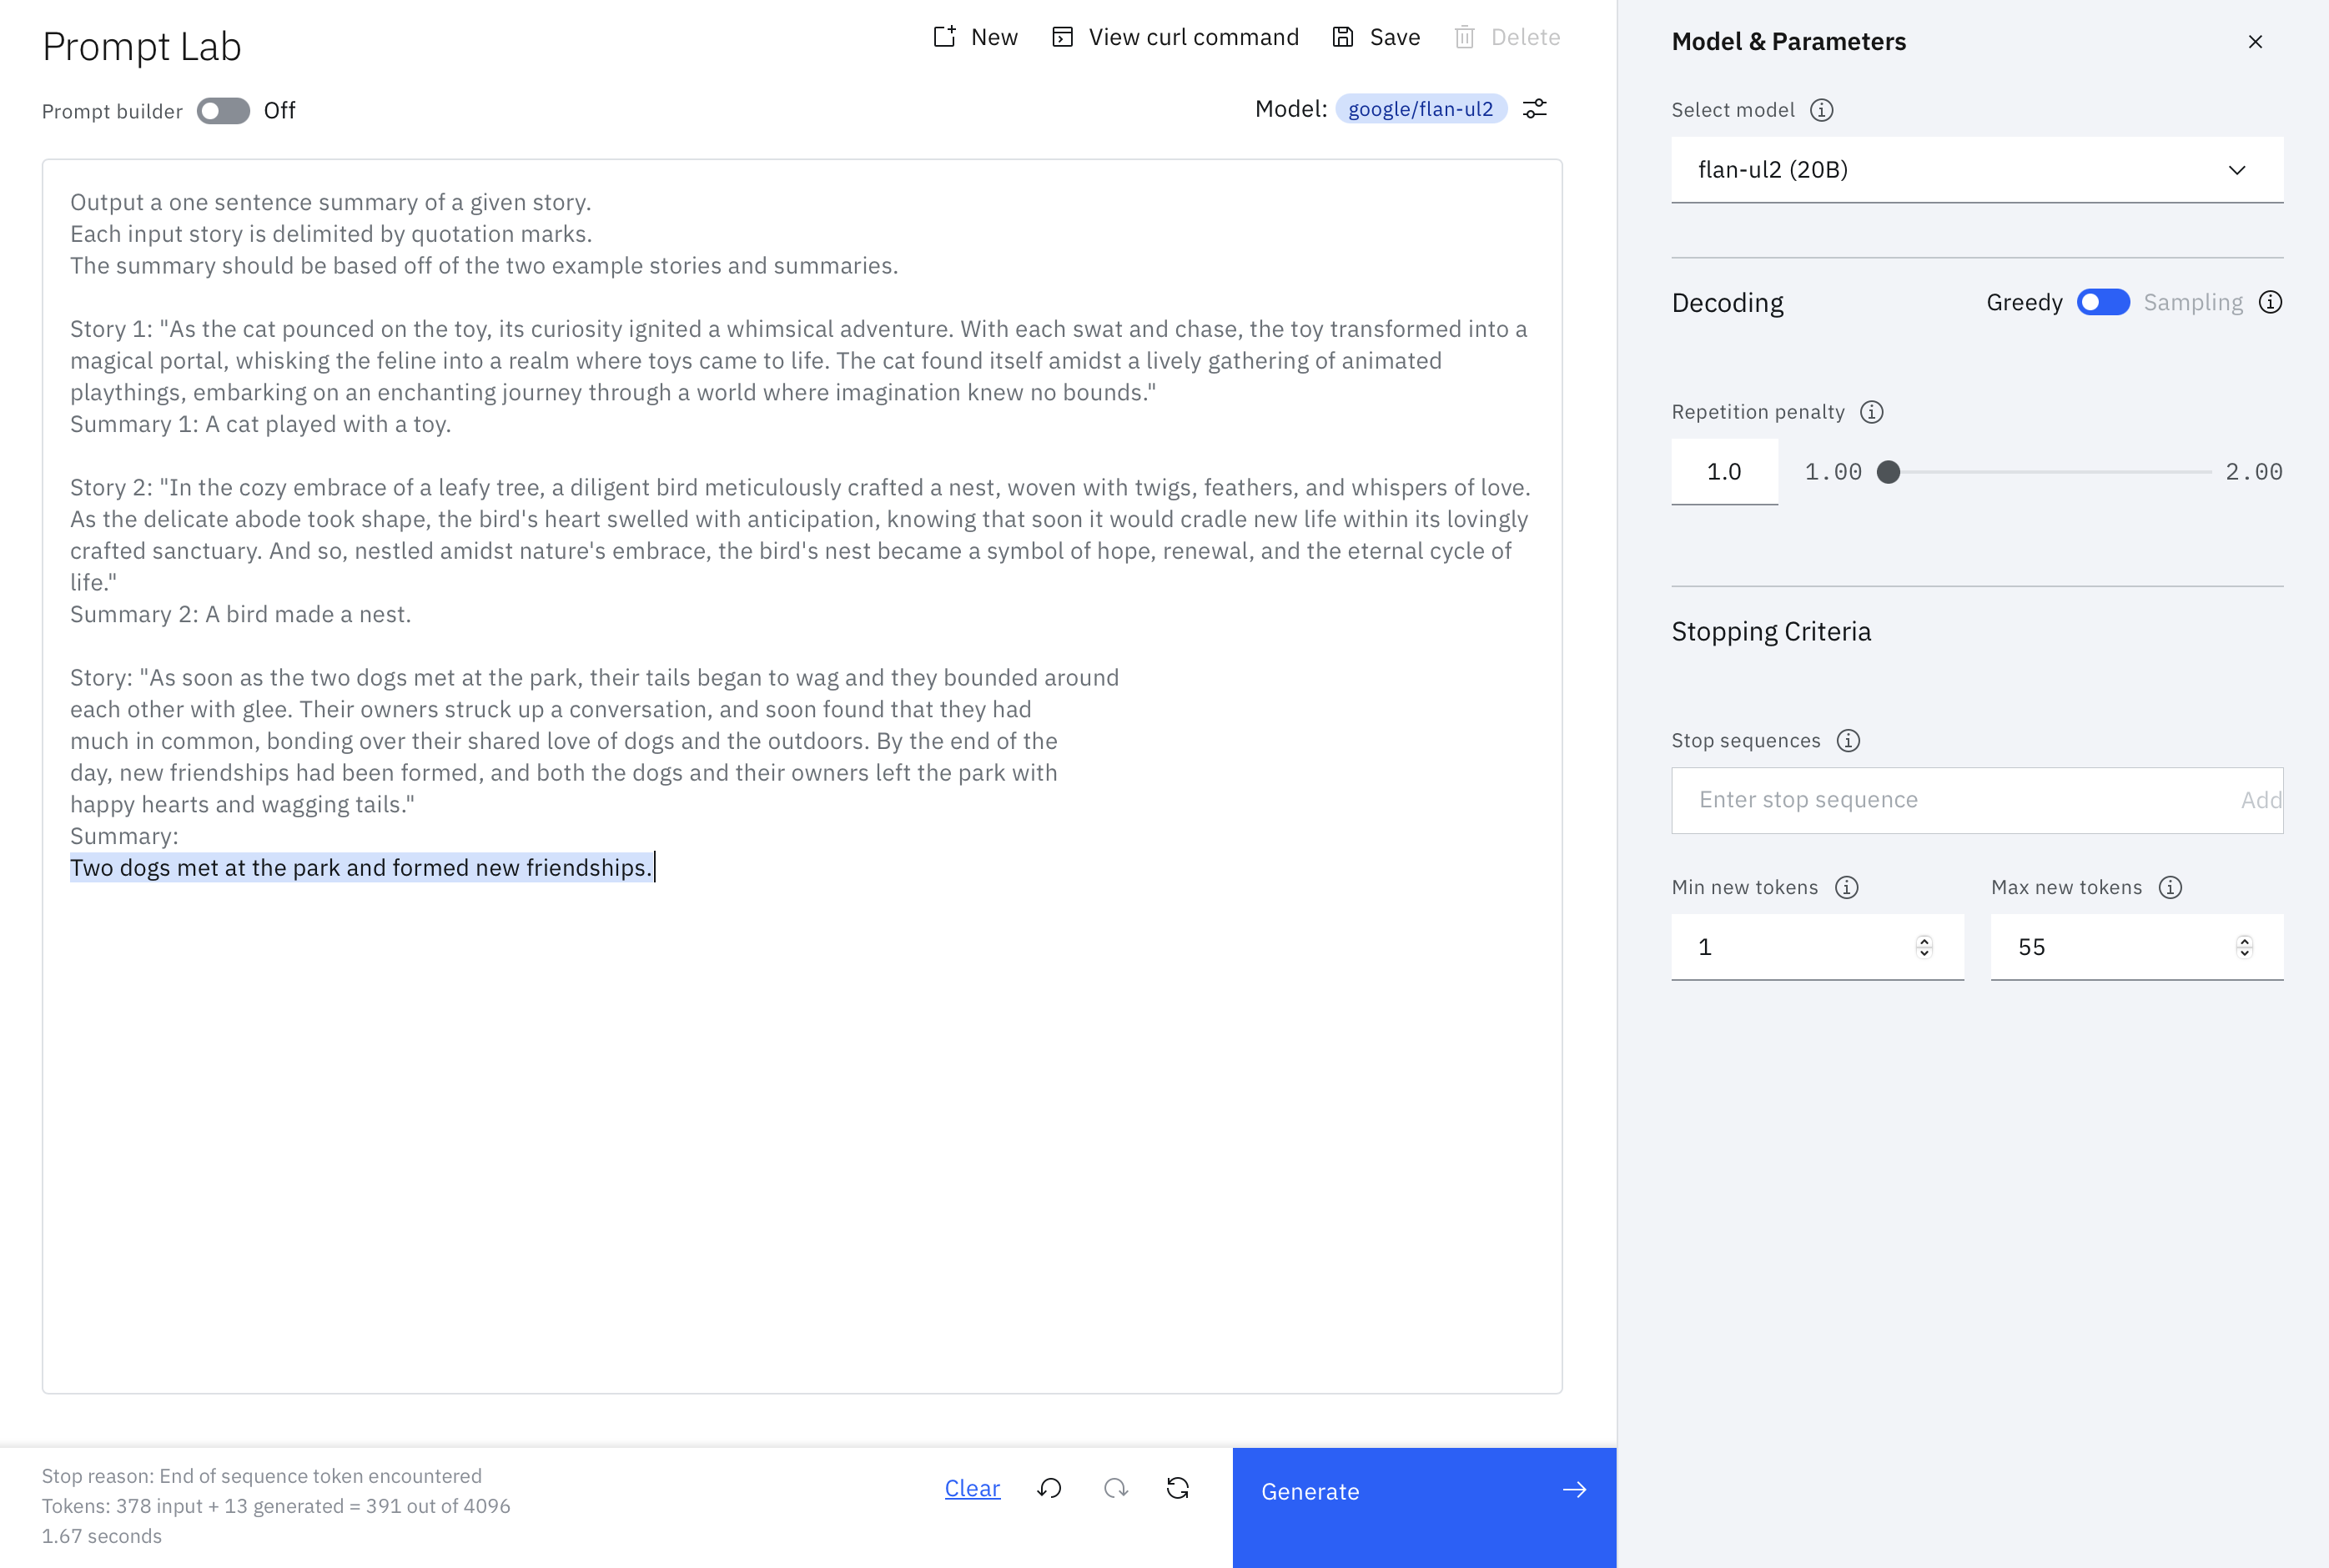 Prompt Lab
New
View curl command
Save
Delete
Prompt builder
Off
Model: google/flan-ul2
Output a one sentence summary of a given story.
Each input story is delimited by quotation marks.
The summary should be based off of the two example stories and summaries.
Story 1: "As the cat pounced on the toy, its curiosity ignited a whimsical adventure. With each swat and chase, the toy transformed into a
magical portal, whisking the feline into a realm where toys came to life. The cat found itself amidst a lively gathering of animated
playthings, embarking on an enchanting journey through a world where imagination knew no bounds."
Summary 1: A cat played with a toy.
Story 2: "In the cozy embrace of a leafy tree, a diligent bird meticulously crafted a nest, woven with twigs, feathers, and whispers of love.
As the delicate abode took shape, the bird's heart swelled with anticipation, knowing that soon it would cradle new life within its lovingly
crafted sanctuary. And so, nestled amidst nature's embrace, the bird's nest became a symbol of hope, renewal, and the eternal cycle of
life."
Summary 2: A bird made a nest.
Story: "As soon as the two dogs met at the park, their tails began to wag and they bounded around
each other with glee. Their owners struck up a conversation, and soon found that they had
much in common, bonding over their shared love of dogs and the outdoors. By the end of the
day, new friendships had been formed, and both the dogs and their owners left the park with
happy hearts and wagging tails."
Summary:
Two dogs met at the park and formed new friendships.
Stop reason: End of sequence token encountered
Tokens: 378 input + 13 generated = 391 out of 4096
1.67 seconds
Clear
Generate
Model & Parameters
Select model
flan-ul2 (20B)
Decoding
Greedy
Sampling
Repetition penalty
1.0
1.00
2.00
Stopping Criteria
Stop sequences
Enter stop sequence
Add
Min new tokens
Max new tokens
1
55